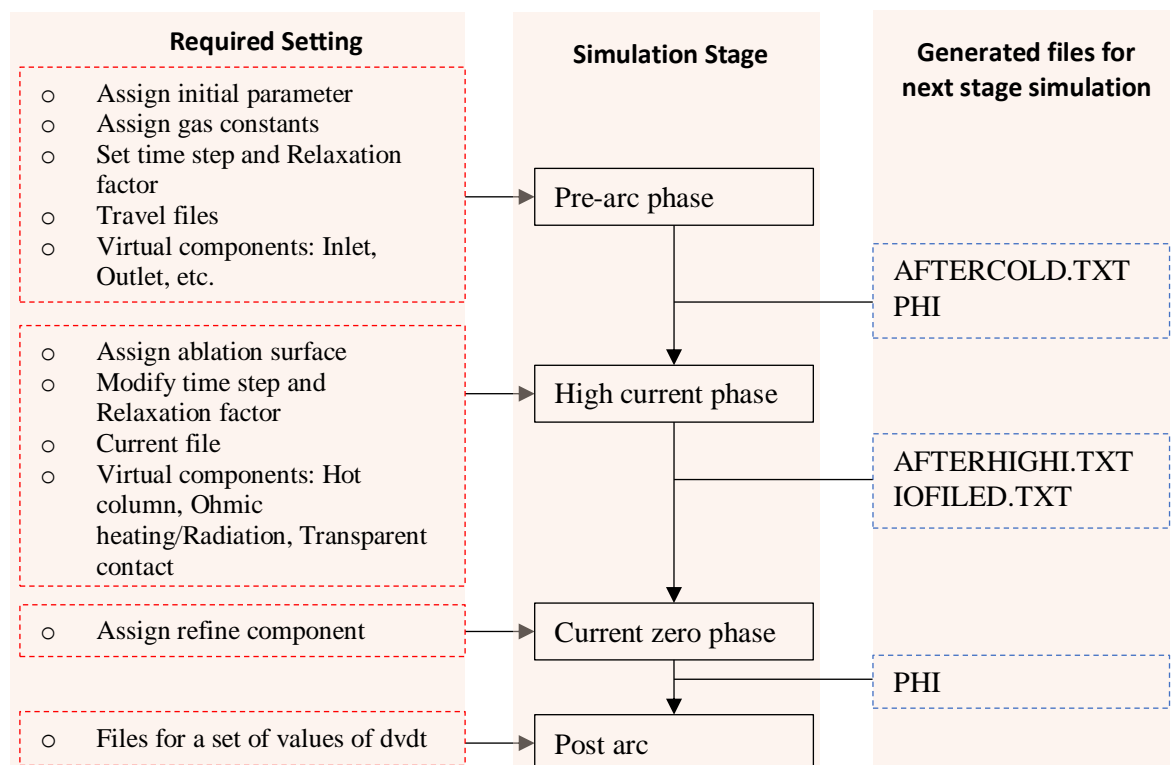 Required Setting
o Assign initial parameter
o Assign gas constants
o Set time step and Relaxation
factor
o Travel files
o Virtual components: Inlet,
Outlet, etc.
o Assign ablation surface
o Modify time step and
Relaxation factor
o Current file
o Virtual components: Hot
column, Ohmic
heating/Radiation, Transparent
contact
o Assign refine component
o Files for a set of values of dvdt
Simulation Stage
Pre-arc phase
High current phase
Current zero phase
Post arc
Generated files for
next stage simulation
AFTERCOLD.TXT
PHI
AFTERHIGHI.TXT
IOFILED.TXT
PHI